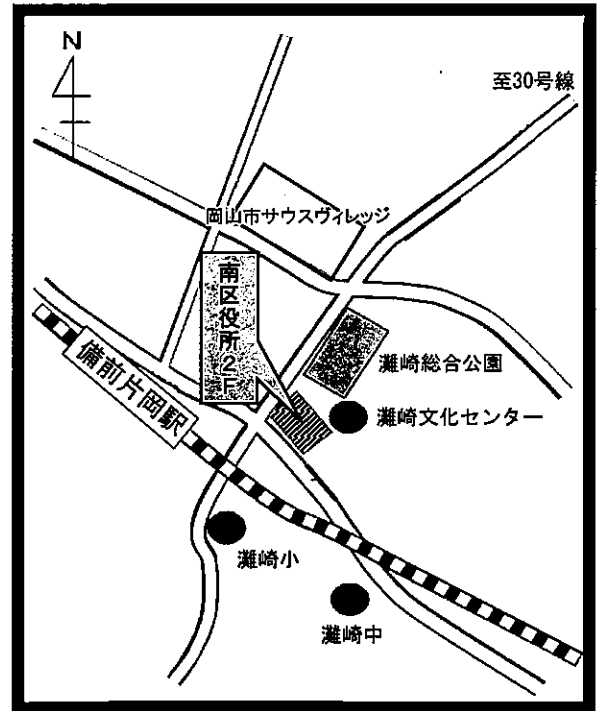 N
至30号線
岡山市サウスヴィレッジ
南区役所2F
灘崎総合公園
備前片岡駅
灘崎文化センター
灘崎小
灘崎中